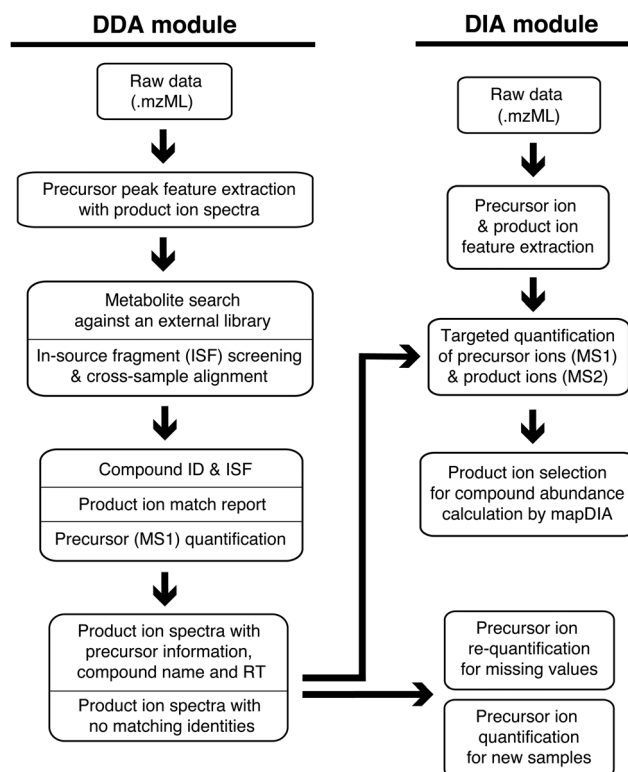 DDA module
Raw data
(.mzML)
Precursor peak feature extraction
with product ion spectra
Metabolite search
against an external library
In-source fragment (ISF) screening
& cross-sample alignment
Compound ID & ISF
Product ion match report
Precursor (MS1) quantification
Product ion spectra with
precursor information,
compound name and RT
Product ion spectra with
no matching identities
DIA module
Raw data
(.mzML)
Precursor ion
& product ion
feature extraction
Targeted quantification
of precursor ions (MS1)
& product ions (MS2)
Product ion selection
for compound abundance
calculation by mapDIA
Precursor ion
re-quantification
for missing values
Precursor ion
quantification
for new samples